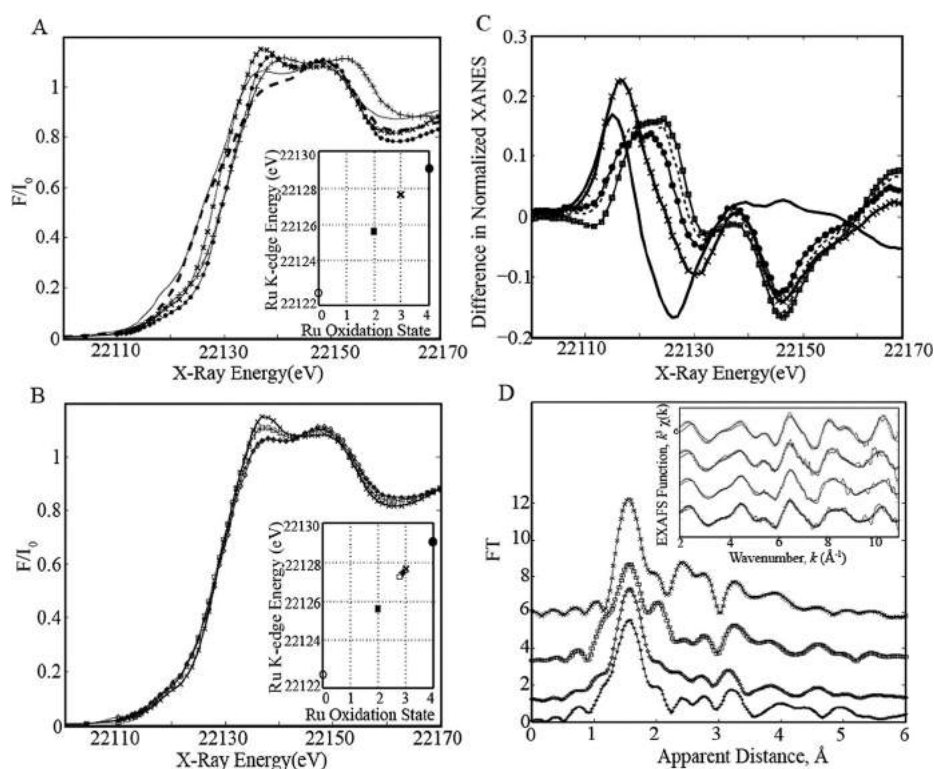 A
F/I0
1
0.8
0.6
0.4
0.2
0
22110 22130 22150 22170
X-Ray Energy(eV)
Ru K-edge Energy (eV)
22130
22128
22126
22124
22122
0 1 2 3 4
Ru Oxidation State
B
F/I0
1
0.8
0.6
0.4
0.2
0
22110 22130 22150 22170
X-Ray Energy(eV)
Ru K-edge Energy (eV)
22130
22128
22126
22124
22122
0 1 2 3 4
Ru Oxidation State
C
Difference in Normalized XANES
0.3
0.2
0.1
0
−0.1
−0.2
22110 22130 22150 22170
X-Ray Energy(eV)
D
FT
12
10
8
6
4
2
0
0 1 2 3 4 5 6
Apparent Distance, Å
EXAFS Function, k³ χ(k)
2 4 6 8 10
Wavenumber, k (Å⁻¹)